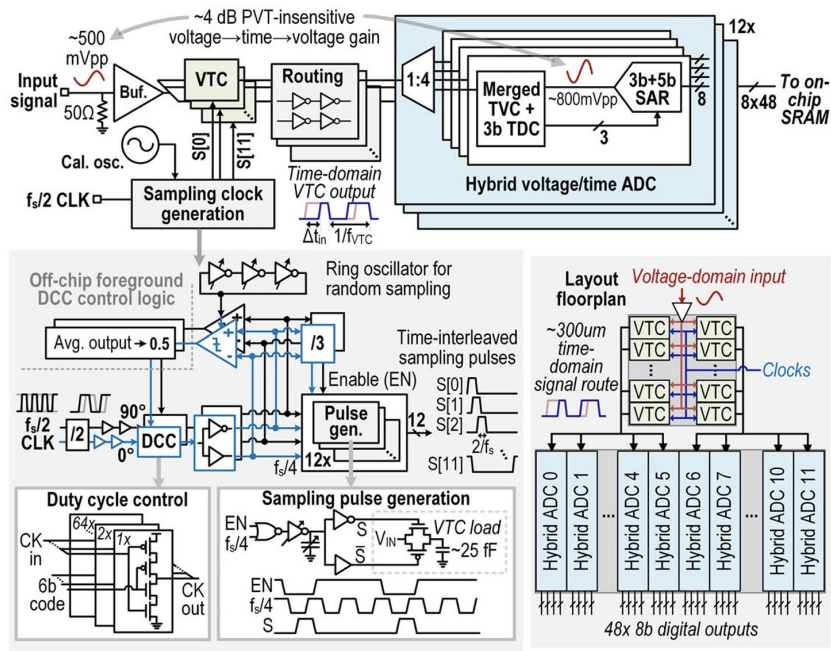 ~4 dB PVT-insensitive
voltage→time→voltage gain
12x
~500
mVpp
Input
signal
50Ω
Buf.
VTC
Routing
1:4
Merged
TVC +
3b TDC
~800mVpp
3b+5b
SAR
3
8
8x48
To on-
chip
SRAM
Hybrid voltage/time ADC
S[0]
S[11]
Cal. osc.
fs/2 CLK
Sampling clock
generation
Time-domain
VTC output
Δtin
1/fVTC
Off-chip foreground
DCC control logic
Ring oscillator for
random sampling
Avg. output → 0.5
+
-
/3
Enable (EN)
Time-interleaved
sampling pulses
S[0]
S[1]
S[2]
2/fs
S[11]
fs/2
CLK
/2
90°
0°
DCC
fs/4
Pulse
gen.
12x
12
Duty cycle control
64x
2x
1x
CK
in
6b
code
CK
out
Sampling pulse generation
EN
fs/4
S
S̅
VTC load
VIN
~25 fF
EN
fs/4
S
Layout
floorplan
Voltage-domain input
~300um
time-
domain
signal route
VTC
VTC
VTC
VTC
VTC
VTC
VTC
VTC
Clocks
Hybrid ADC 0
Hybrid ADC 1
...
Hybrid ADC 4
Hybrid ADC 5
Hybrid ADC 6
Hybrid ADC 7
...
Hybrid ADC 10
Hybrid ADC 11
48x 8b digital outputs